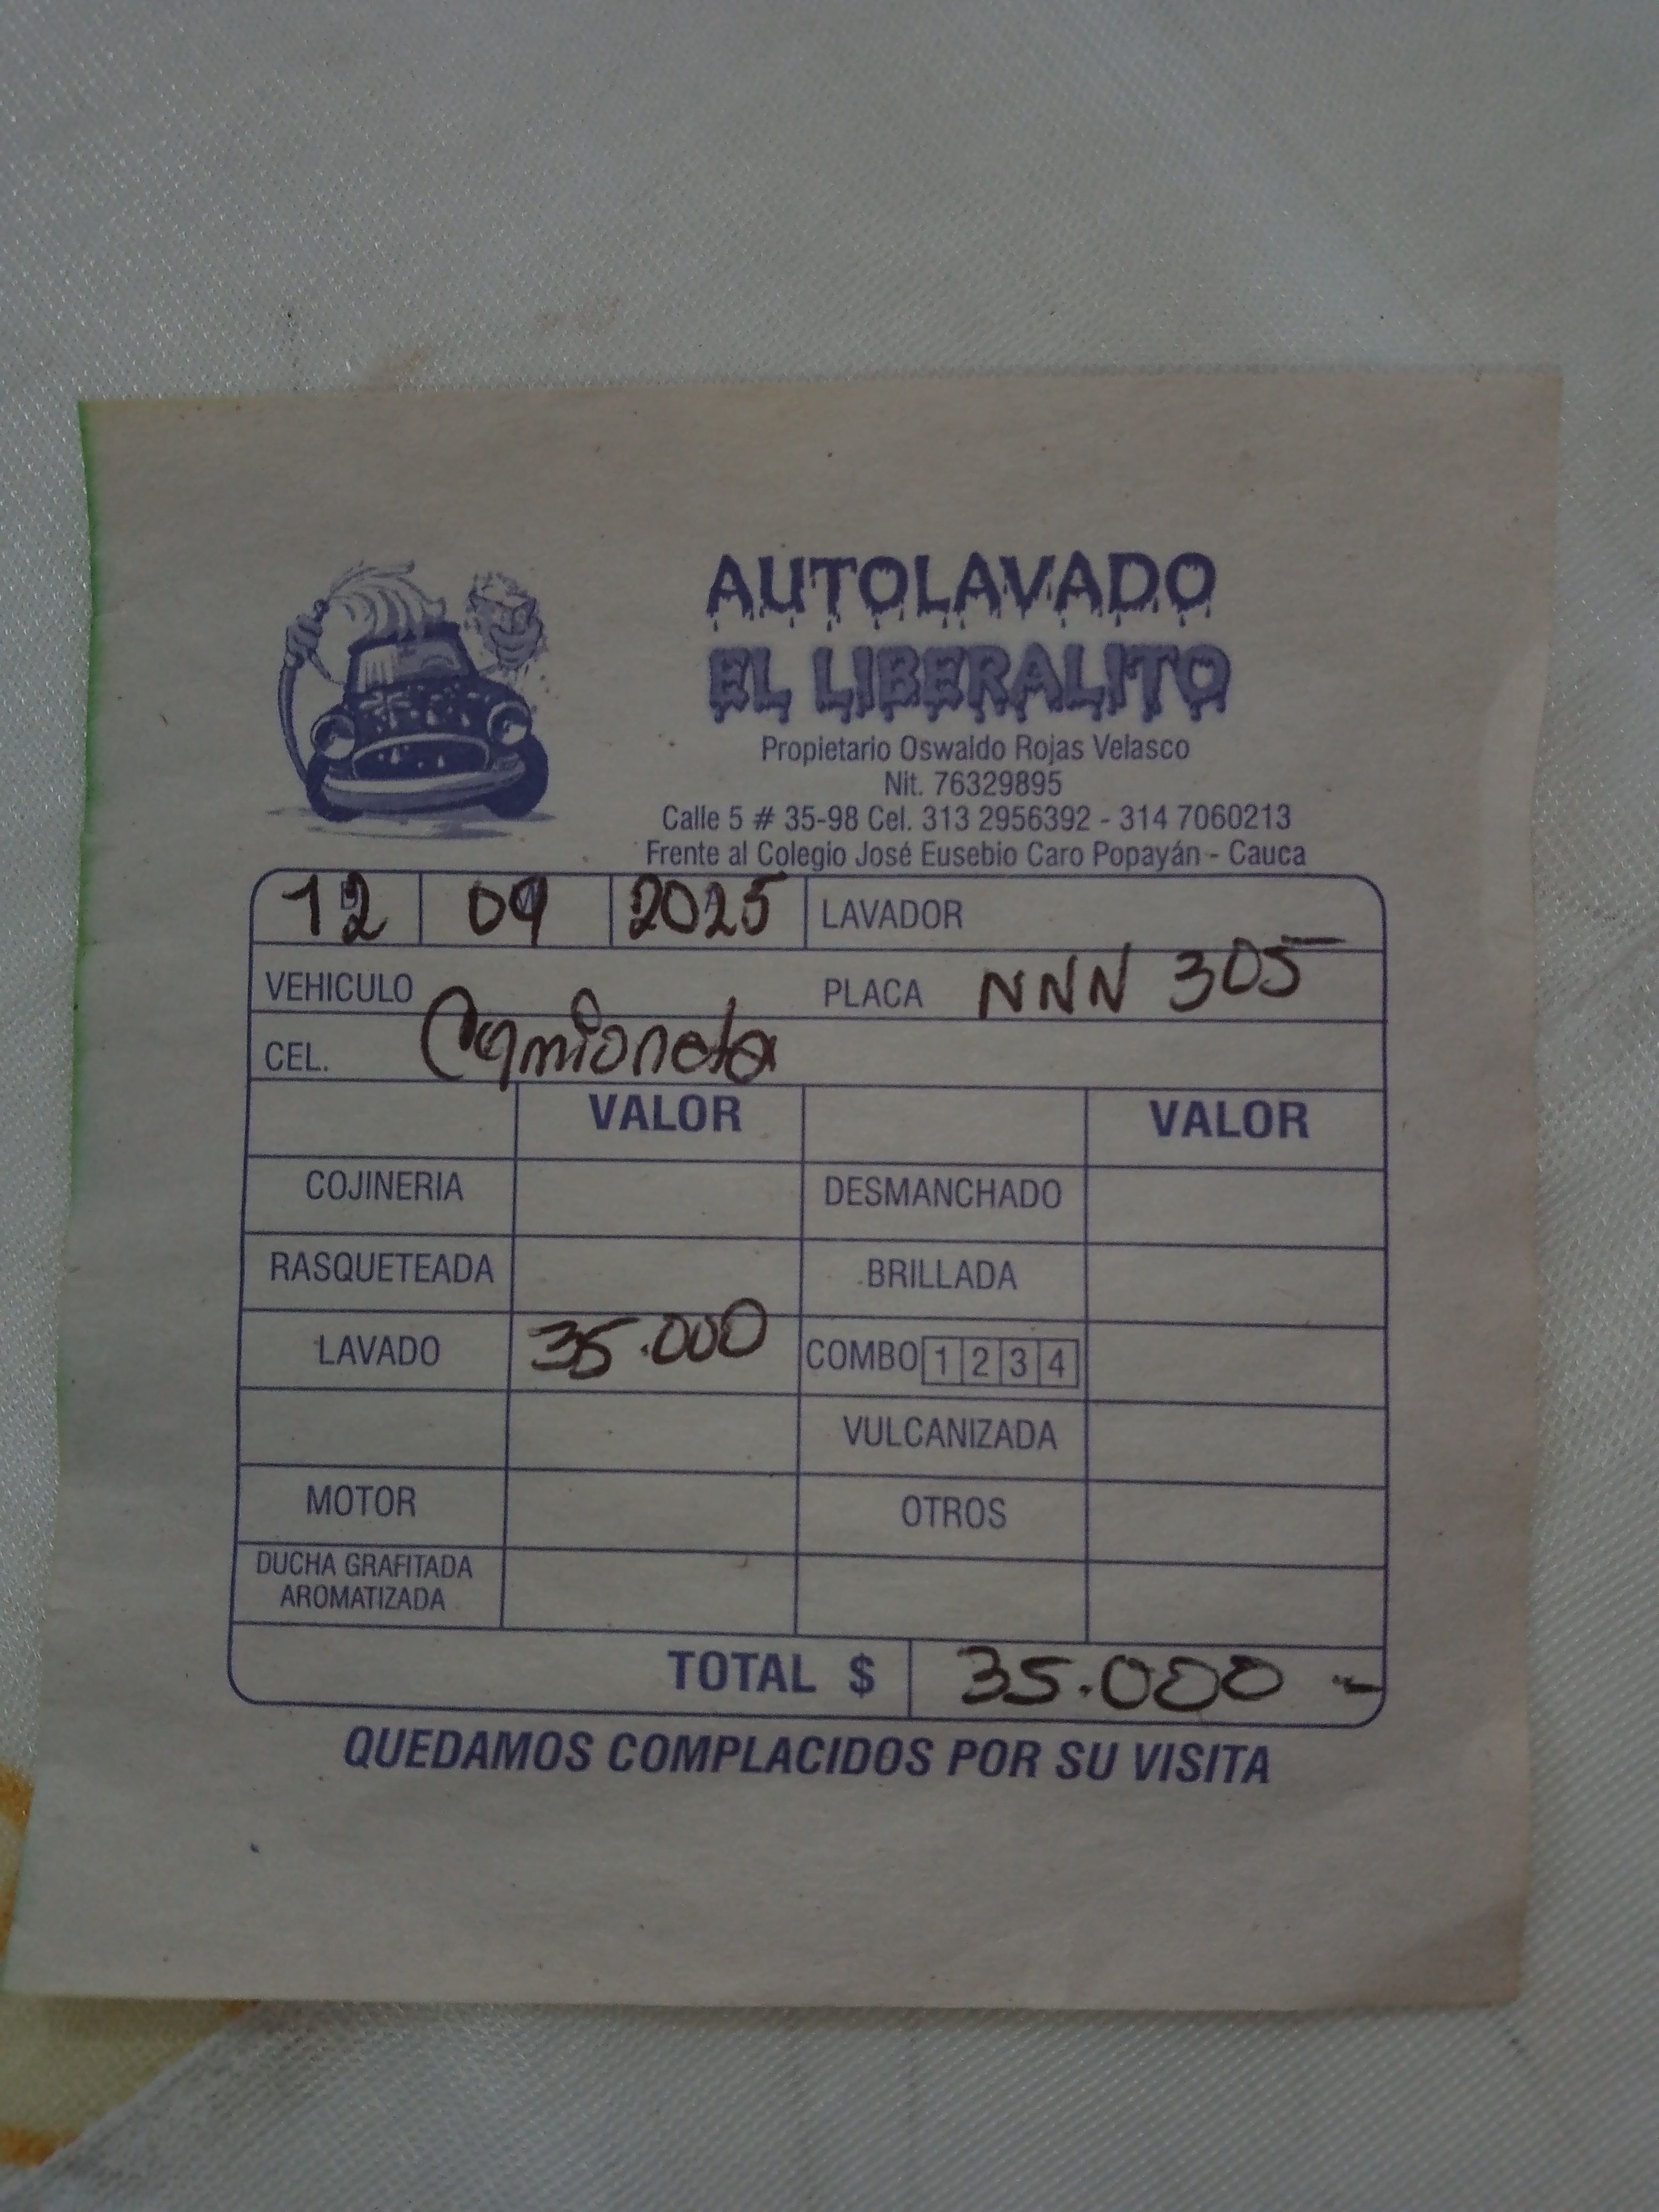 AUTOLAVADO
EL LIBERALITO
Propietario Oswaldo Rojas Velasco
Nit. 76329895
Calle 5 # 35-98 Cel. 313 2956392 - 314 7060213
Frente al Colegio José Eusebio Caro Popayán - Cauca
12 09 2025 LAVADOR
VEHICULO PLACA NNN 305
CEL. Camioneta
VALOR VALOR
COJINERIA DESMANCHADO
RASQUETEADA BRILLADA
LAVADO 35.000 COMBO 1 2 3 4
VULCANIZADA
MOTOR OTROS
DUCHA GRAFITADA
AROMATIZADA
TOTAL $ 35.000 -
QUEDAMOS COMPLACIDOS POR SU VISITA